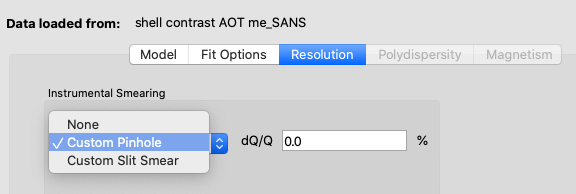 Data loaded from: shell contrast AOT me_SANS
Model Fit Options Resolution Polydispersity Magnetism
Instrumental Smearing
None
✓ Custom Pinhole dQ/Q 0.0 %
Custom Slit Smear